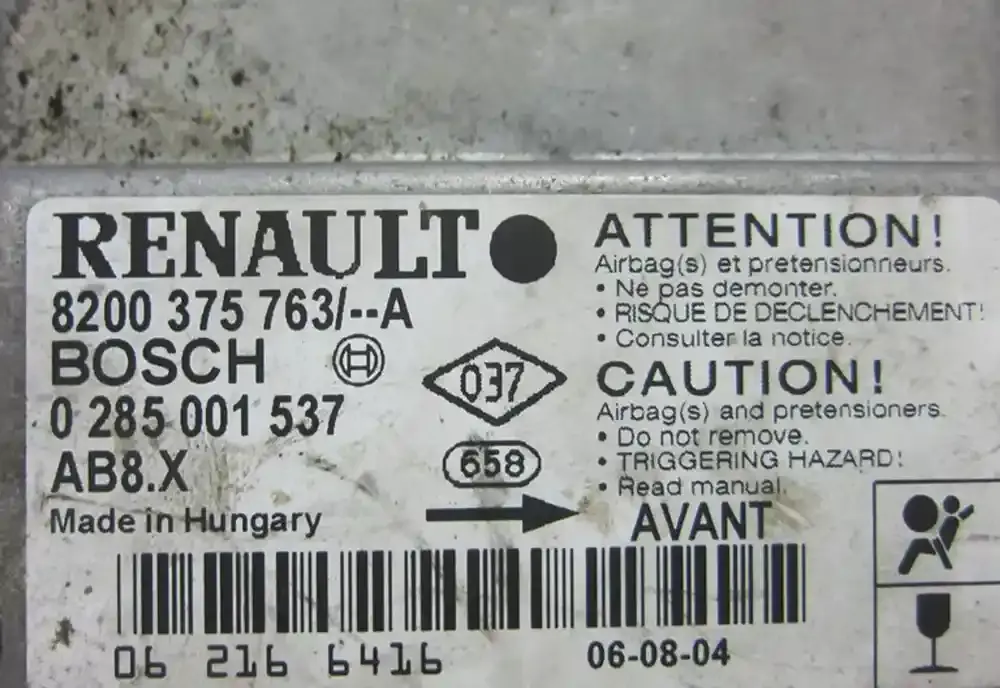 RENAULT
8200 375 763/--A
BOSCH
0 285 001 537
AB8.X
Made in Hungary
037
658
ATTENTION!
Airbag(s) et pretensionneurs.
• Ne pas demonter.
• RISQUE DE DECLENCHEMENT!
• Consulter la notice.
CAUTION!
Airbag(s) and pretensioners.
• Do not remove.
• TRIGGERING HAZARD!
• Read manual.
AVANT
06 216 6416
06-08-04